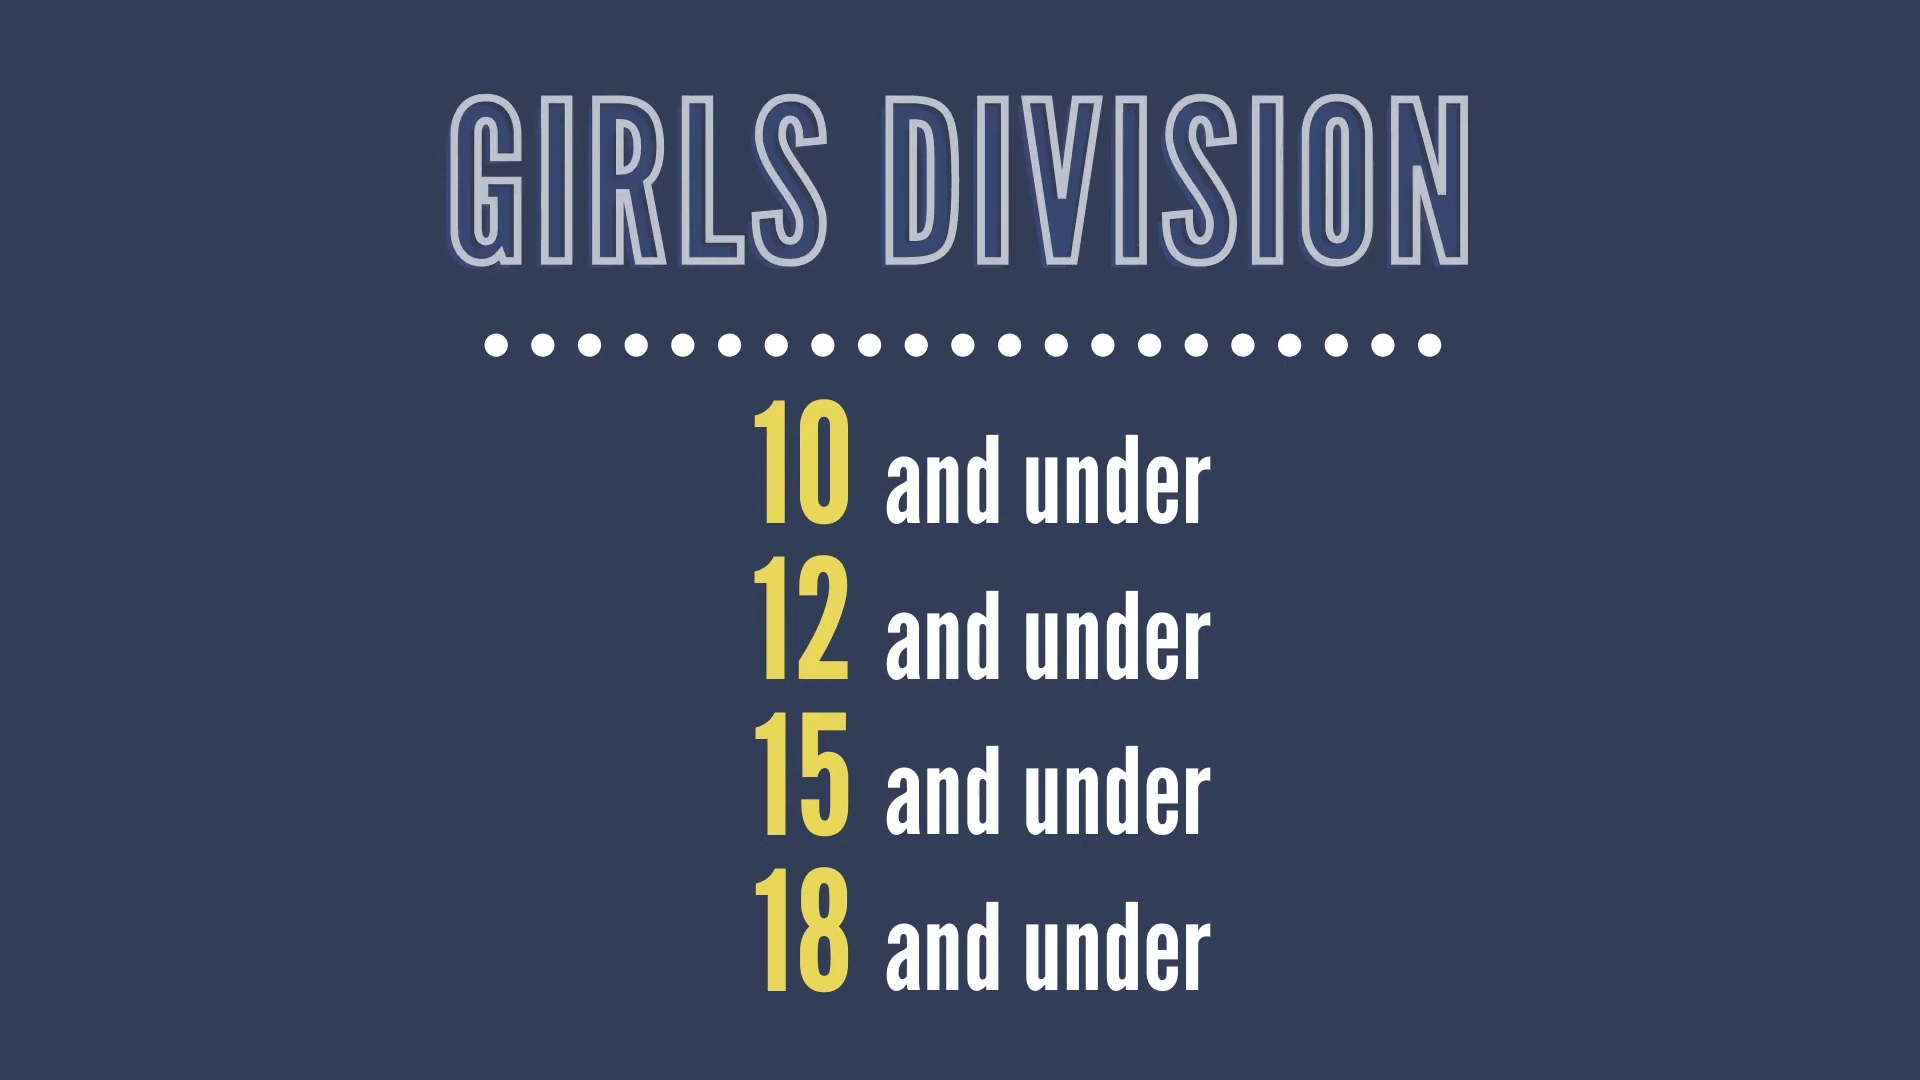 GIRLS DIVISION
10 and under
12 and under
15 and under
18 and under